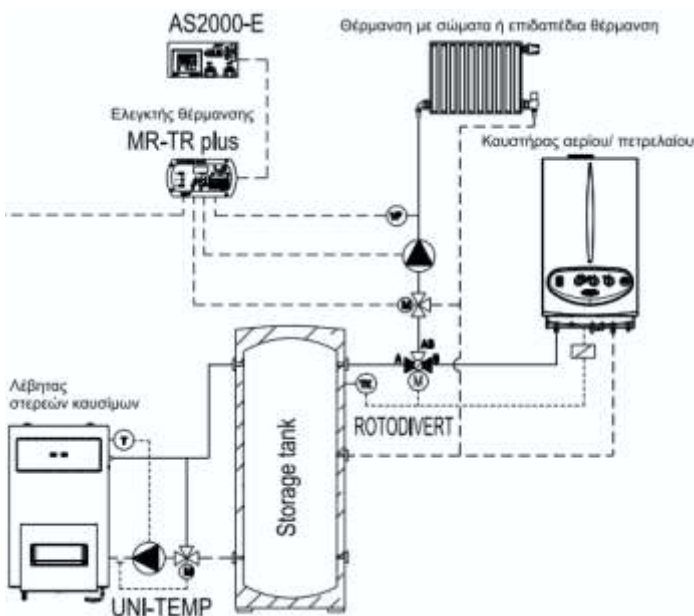 AS2000-E
Θέρμανση με σώματα ή επιδαπέδια θέρμανση
Ελεγκτής θέρμανσης
MR-TR plus
Καυστήρας αερίου/ πετρελαίου
M
AB
A
B
M
ROTODIVERT
Λέβητας
στερεών καυσίμων
T
Storage tank
M
UNI-TEMP